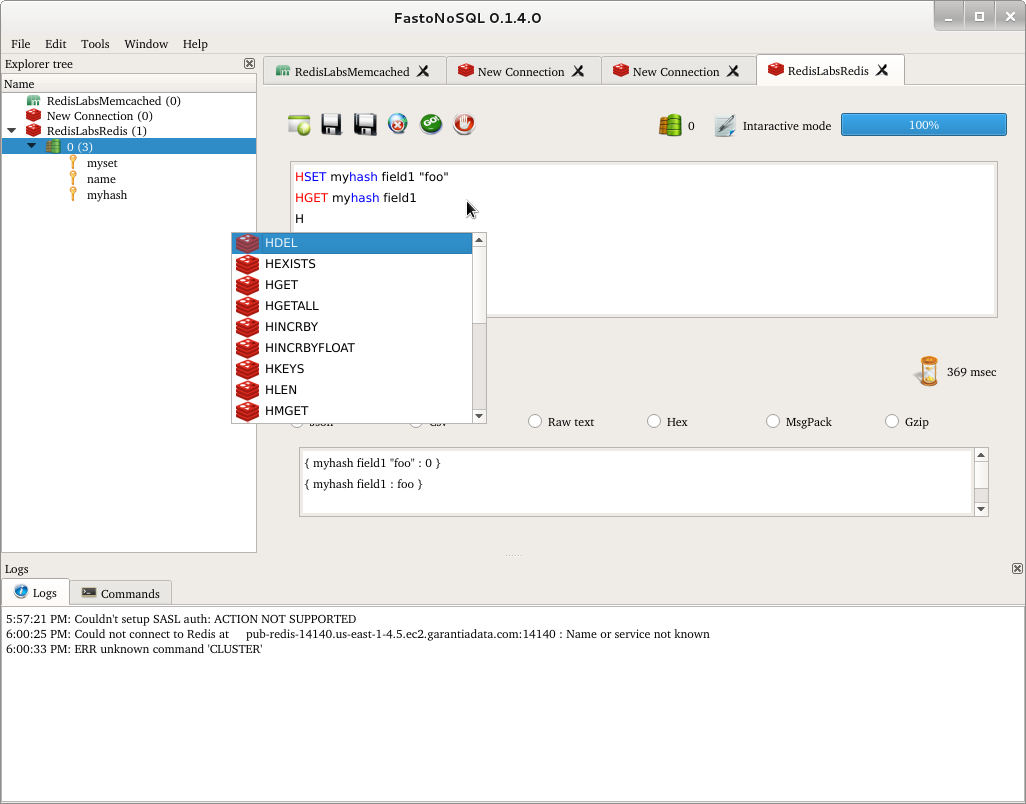 FastoNoSQL 0.1.4.0
File Edit Tools Window Help
Explorer tree
Name
RedisLabsMemcached (0)
New Connection (0)
RedisLabsRedis (1)
0 (3)
myset
name
myhash
RedisLabsMemcached New Connection New Connection RedisLabsRedis
GO 0 Intaractive mode 100%
HSET myhash field1 "foo"
HGET myhash field1
H
HDEL
HEXISTS
HGET
HGETALL
HINCRBY
HINCRBYFLOAT
HKEYS
HLEN
HMGET
369 msec
Raw text Hex MsgPack Gzip
{ myhash field1 "foo" : 0 }
{ myhash field1 : foo }
Logs
Logs Commands
5:57:21 PM: Couldn't setup SASL auth: ACTION NOT SUPPORTED
6:00:25 PM: Could not connect to Redis at pub-redis-14140.us-east-1-4.5.ec2.garantiadata.com:14140 : Name or service not known
6:00:33 PM: ERR unknown command 'CLUSTER'